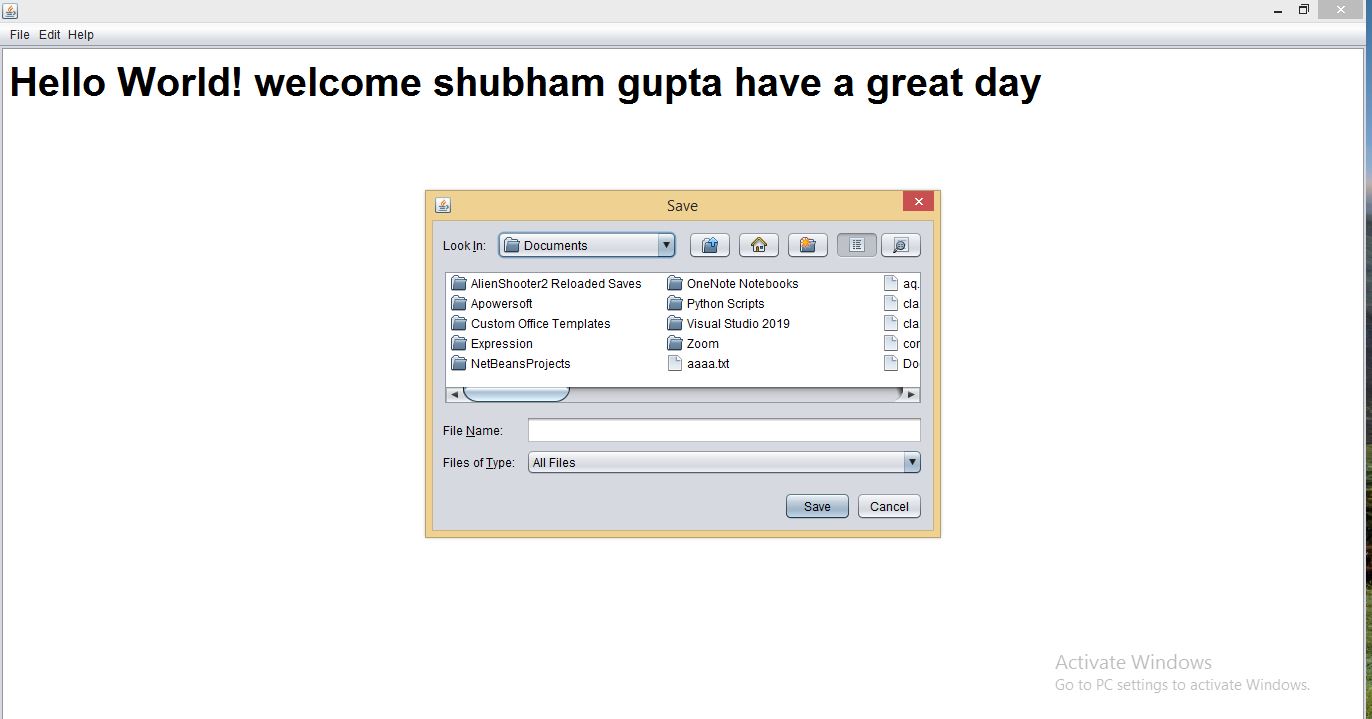 File Edit Help
Hello World! welcome shubham gupta have a great day
Save
Look In: Documents
AlienShooter2 Reloaded Saves OneNote Notebooks aq.
Apowersoft Python Scripts cla
Custom Office Templates Visual Studio 2019 cla
Expression Zoom cor
NetBeansProjects aaaa.txt Do
File Name:
Files of Type: All Files
Save Cancel
Activate Windows
Go to PC settings to activate Windows.